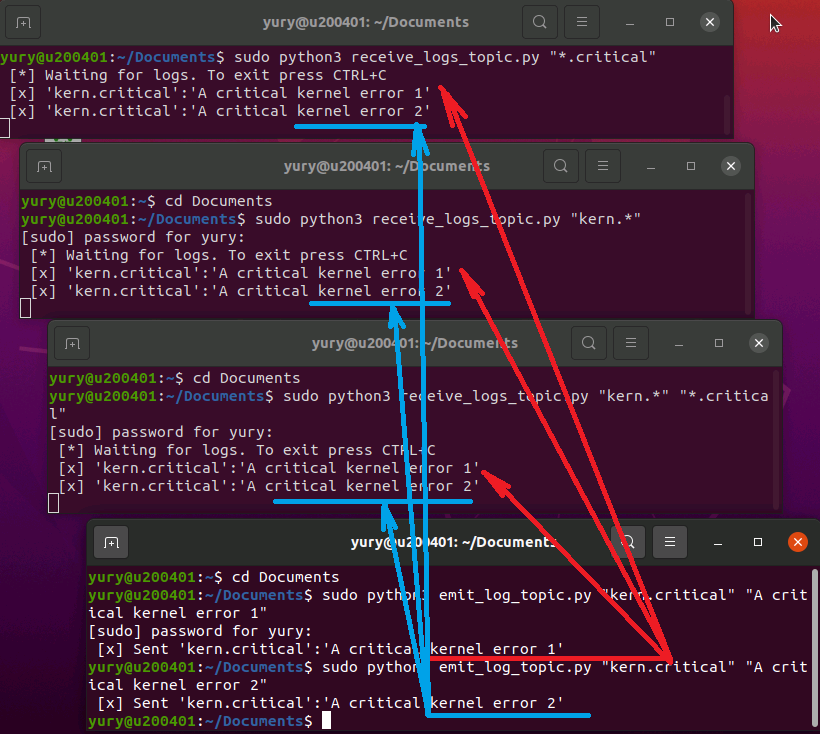 yury@u200401: ~/Documents
yury@u200401:~/Documents$ sudo python3 receive_logs_topic.py "*.critical"
[*] Waiting for logs. To exit press CTRL+C
[x] 'kern.critical':'A critical kernel error 1'
[x] 'kern.critical':'A critical kernel error 2'
yury@u200401: ~/Documents
yury@u200401:~$ cd Documents
yury@u200401:~/Documents$ sudo python3 receive_logs_topic.py "kern.*"
[sudo] password for yury:
[*] Waiting for logs. To exit press CTRL+C
[x] 'kern.critical':'A critical kernel error 1'
[x] 'kern.critical':'A critical kernel error 2'
yury@u200401: ~/Documents
yury@u200401:~$ cd Documents
yury@u200401:~/Documents$ sudo python3 receive_logs_topic.py "kern.*" "*.critica
l"
[sudo] password for yury:
[*] Waiting for logs. To exit press CTRL+C
[x] 'kern.critical':'A critical kernel error 1'
[x] 'kern.critical':'A critical kernel error 2'
yury@u200401: ~/Documents
yury@u200401:~$ cd Documents
yury@u200401:~/Documents$ sudo python3 emit_log_topic.py "kern.critical" "A crit
ical kernel error 1"
[sudo] password for yury:
[x] Sent 'kern.critical':'A critical kernel error 1'
yury@u200401:~/Documents$ sudo python3 emit_log_topic.py "kern.critical" "A crit
ical kernel error 2"
[x] Sent 'kern.critical':'A critical kernel error 2'
yury@u200401:~/Documents$